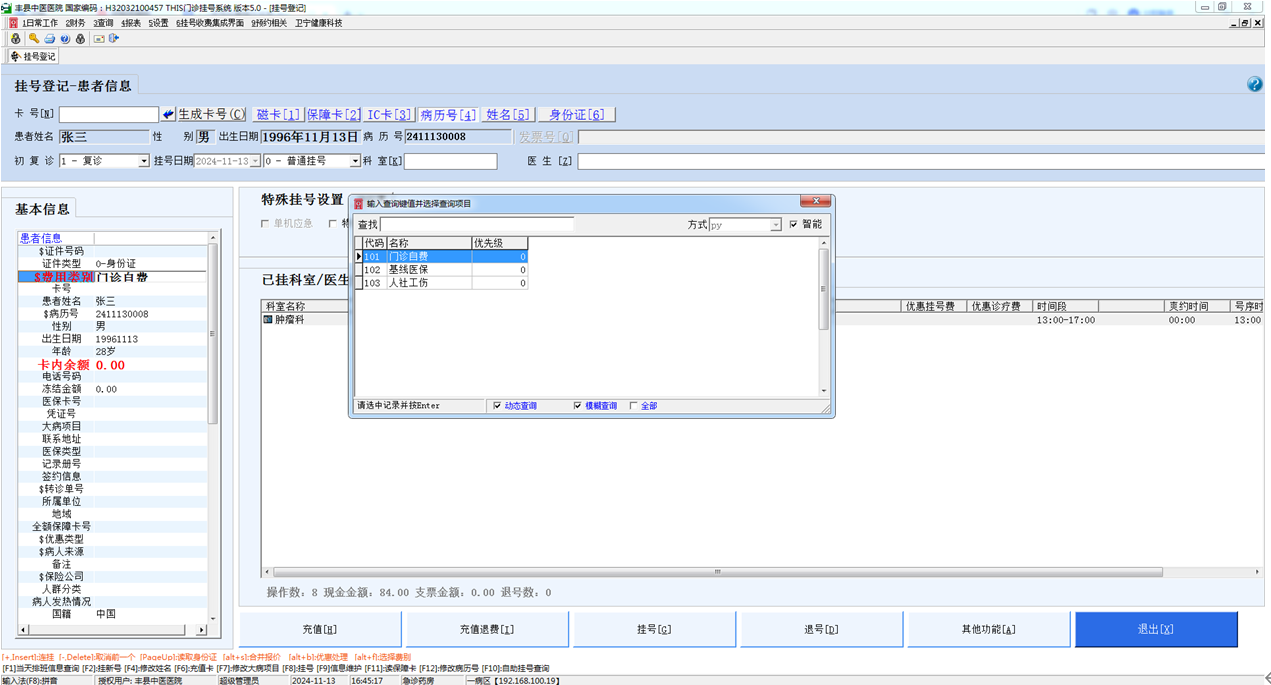 丰县中医医院 国家编码：H32032100457 THIS门诊挂号系统 版本5.0 - [挂号登记]
1日常工作 2财务 3查询 4报表 5设置 6挂号收费集成界面 9预约相关 卫宁健康科技
挂号登记
挂号登记-患者信息
卡 号[N] 生成卡号(C) 磁卡[1] 保障卡[2] IC卡[3] 病历号[4] 姓名[5] 身份证[6]
患者姓名 张三 性 别 男 出生日期 1996年11月13日 病 历 号 2411130008 发票号[Q]
初 复 诊 1 - 复诊 挂号日期 2024-11-13 0 - 普通挂号 科 室[K] 医 生 [Z]
基本信息
患者信息
$证件号码
证件类型 0-身份证
$费用类别 门诊自费
卡号
患者姓名 张三
$病历号 2411130008
性别 男
出生日期 19961113
年龄 28岁
卡内余额 0.00
电话号码
冻结金额 0.00
医保卡号
凭证号
大病项目
联系地址
医保类型
记录册号
签约信息
$转诊单号
所属单位
地域
全额保障卡号
$优惠类型
$病人来源
备注
$保险公司
人群分类
病人发热情况
国籍 中国
特殊挂号设置
单机应急 特
已挂科室/医生
科室名称 优惠挂号费 优惠诊疗费 时间段 爽约时间 号序时
肿瘤科 13:00-17:00 00:00 13:00
输入查询键值并选择查询项目
查找 方式 py 智能
代码 名称 优先级
101 门诊自费 0
102 基线医保 0
103 人社工伤 0
请选中记录并按Enter 动态查询 模糊查询 全部
操作数：8 现金金额：84.00 支票金额：0.00 退号数：0
充值[H] 充值退费[I] 挂号[G] 退号[D] 其他功能[A] 退出[X]
[+,Insert]:连挂 [-,Delete]:取消前一个 [PageUp]:读取身份证 [alt+s]:合并报价 [alt+b]:优惠处理 [alt+f]:选择费别
[F1]当天排班信息查询 [F2]:挂新号 [F4]:修改姓名 [F6]:充值卡 [F7]:修改大病项目 [F8]:挂号 [F9]信息维护 [F11]:读保障卡 [F12]:修改病历号 [F10]:自助挂号查询
输入法(F8):拼音 授权用户: 丰县中医医院 超级管理员 2024-11-13 16:45:17 急诊药房 一病区【192.168.100.19】